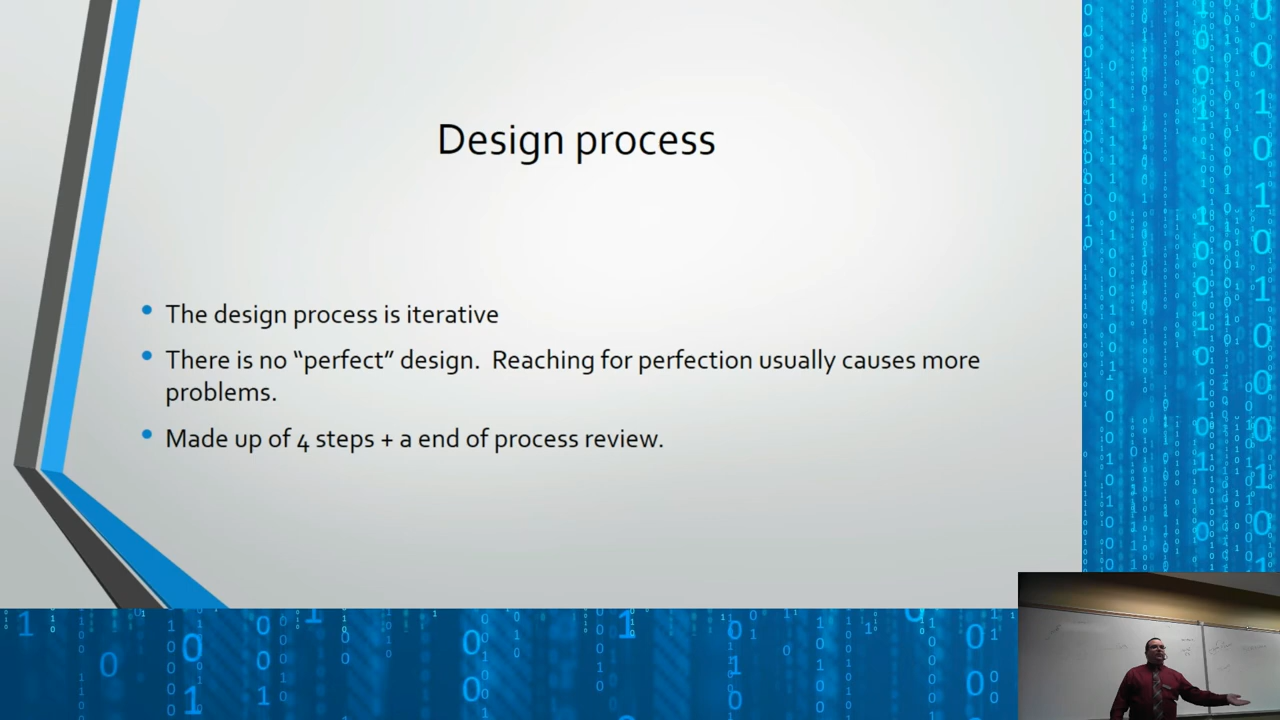 Design process
The design process is iterative
There is no “perfect” design. Reaching for perfection usually causes more
problems.
Made up of 4 steps + a end of process review.